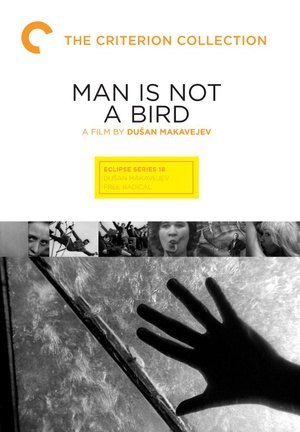 THE CRITERION COLLECTION
MAN IS NOT
A BIRD
A FILM BY DUŠAN MAKAVEJEV
ECLIPSE SERIES 18
DUŠAN MAKAVEJEV
FREE RADICAL